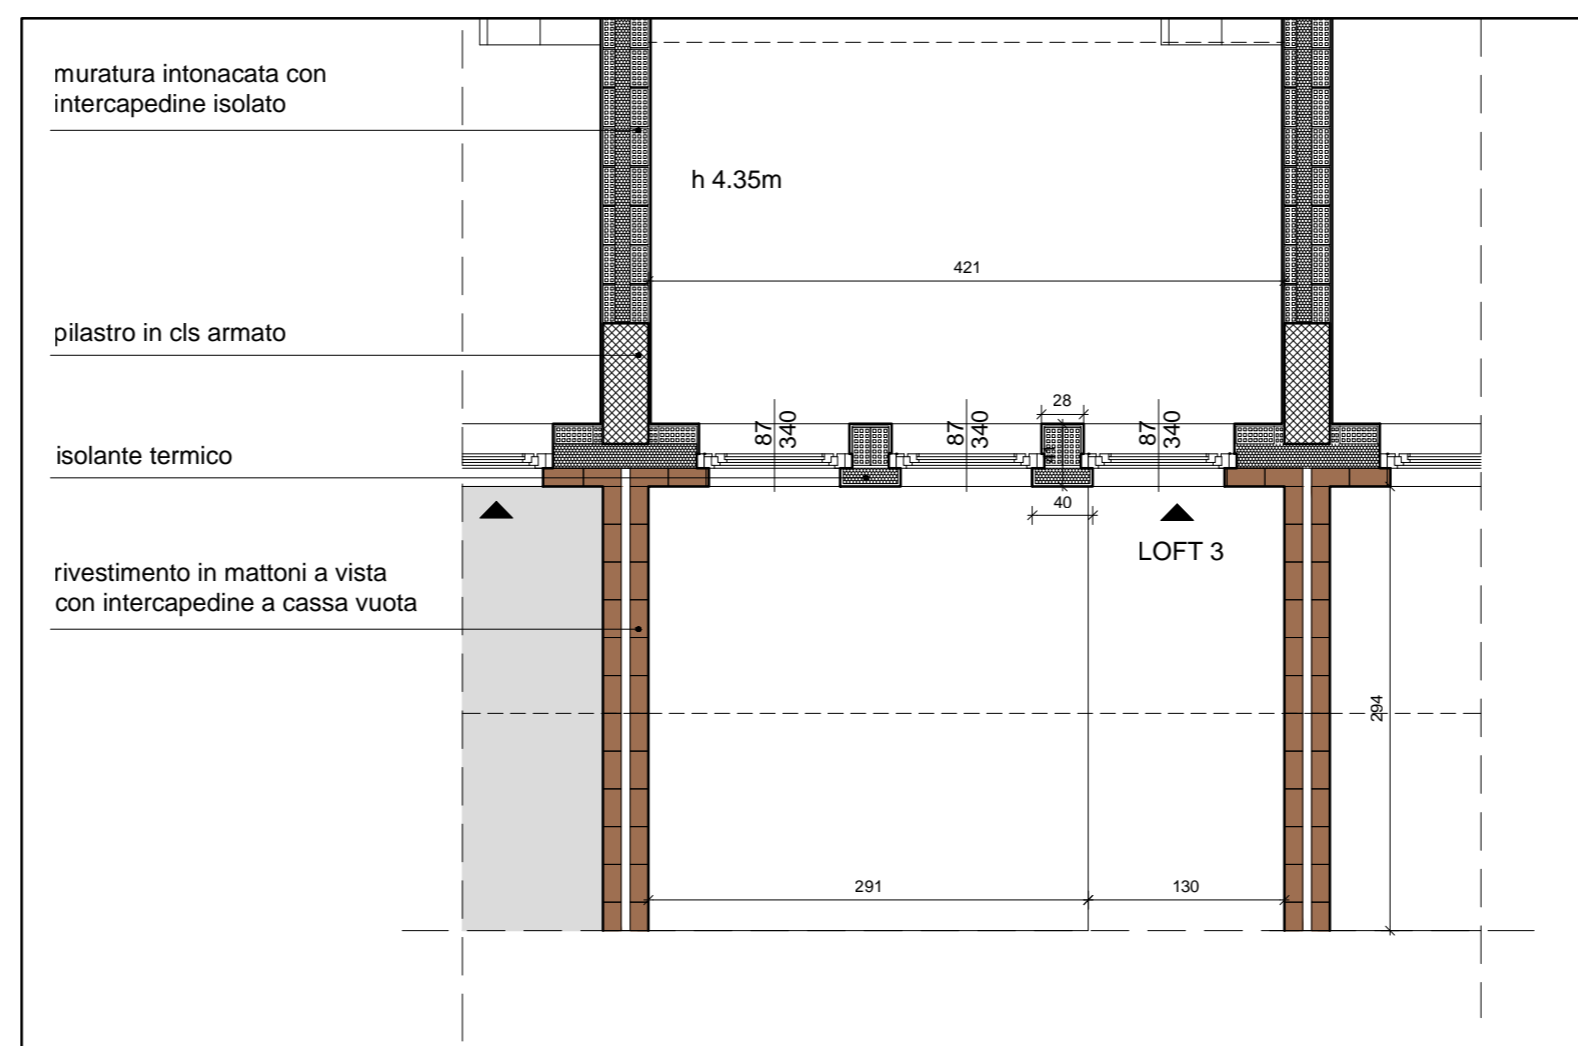 muratura intonacata con
intercapedine isolato
h 4.35m
421
pilastro in cls armato
28
87
340
87
340
87
340
isolante termico
40
LOFT 3
rivestimento in mattoni a vista
con intercapedine a cassa vuota
294
291
130